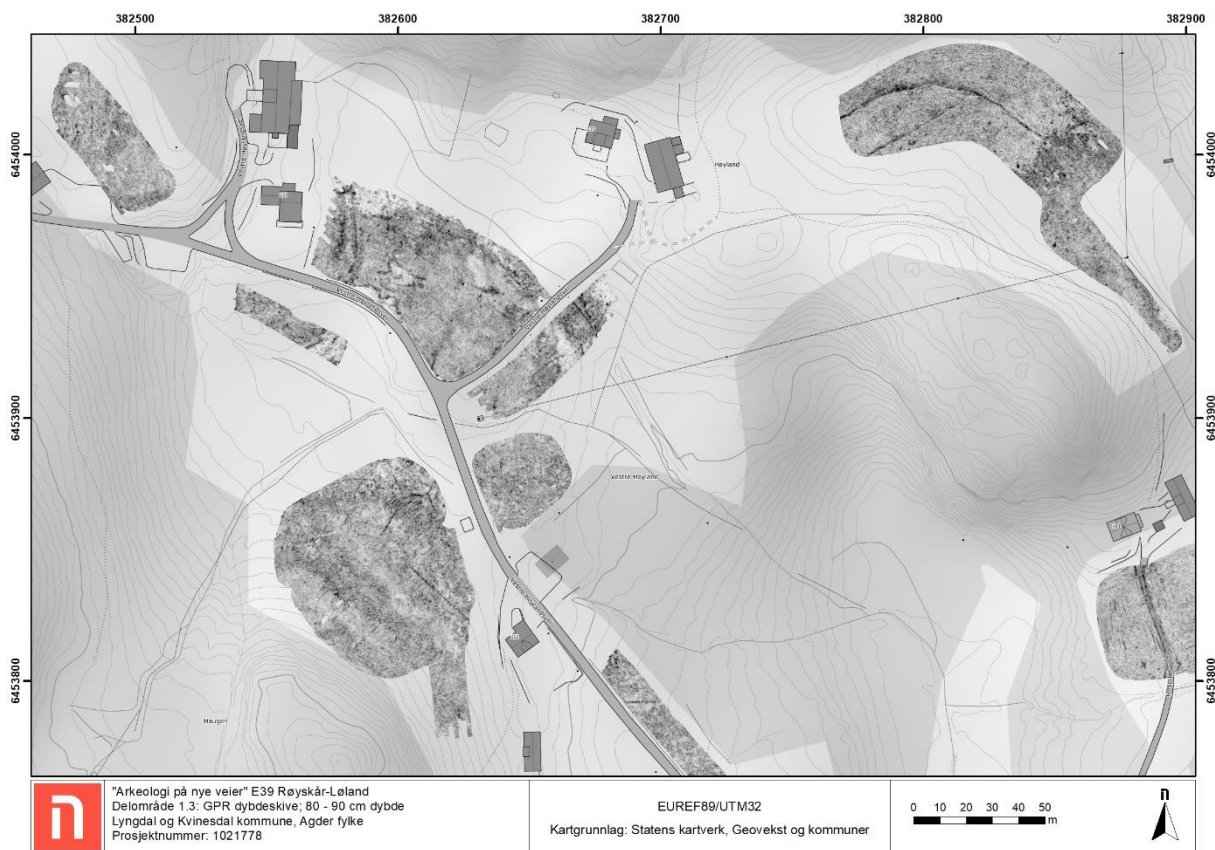 382500 382600 382700 382800 382900
6454000
6454000
6453900
6453900
6453800
6453800
Høyland
Vestre Høyland
Haugen
"Arkeologi på nye veier" E39 Røyskår-Løland
Delområde 1.3: GPR dybdeskive; 80 - 90 cm dybde
Lyngdal og Kvinesdal kommune, Agder fylke
Prosjektnummer: 1021778
EUREF89/UTM32
Kartgrunnlag: Statens kartverk, Geovekst og kommuner
0 10 20 30 40 50
m
n
n